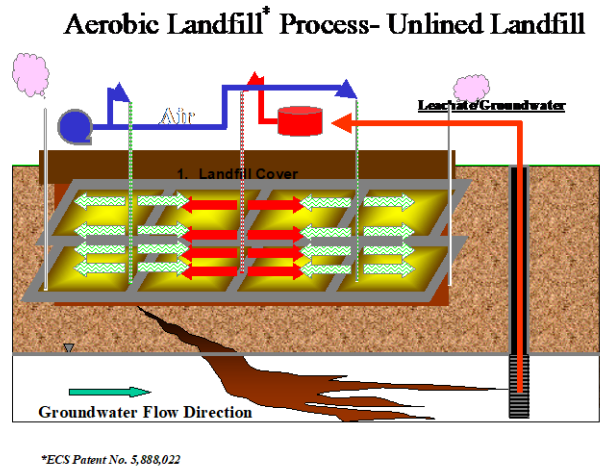 Aerobic Landfill* Process- Unlined Landfill
Air
Leachate/Groundwater
1. Landfill Cover
Groundwater Flow Direction
*ECS Patent No. 5,888,022